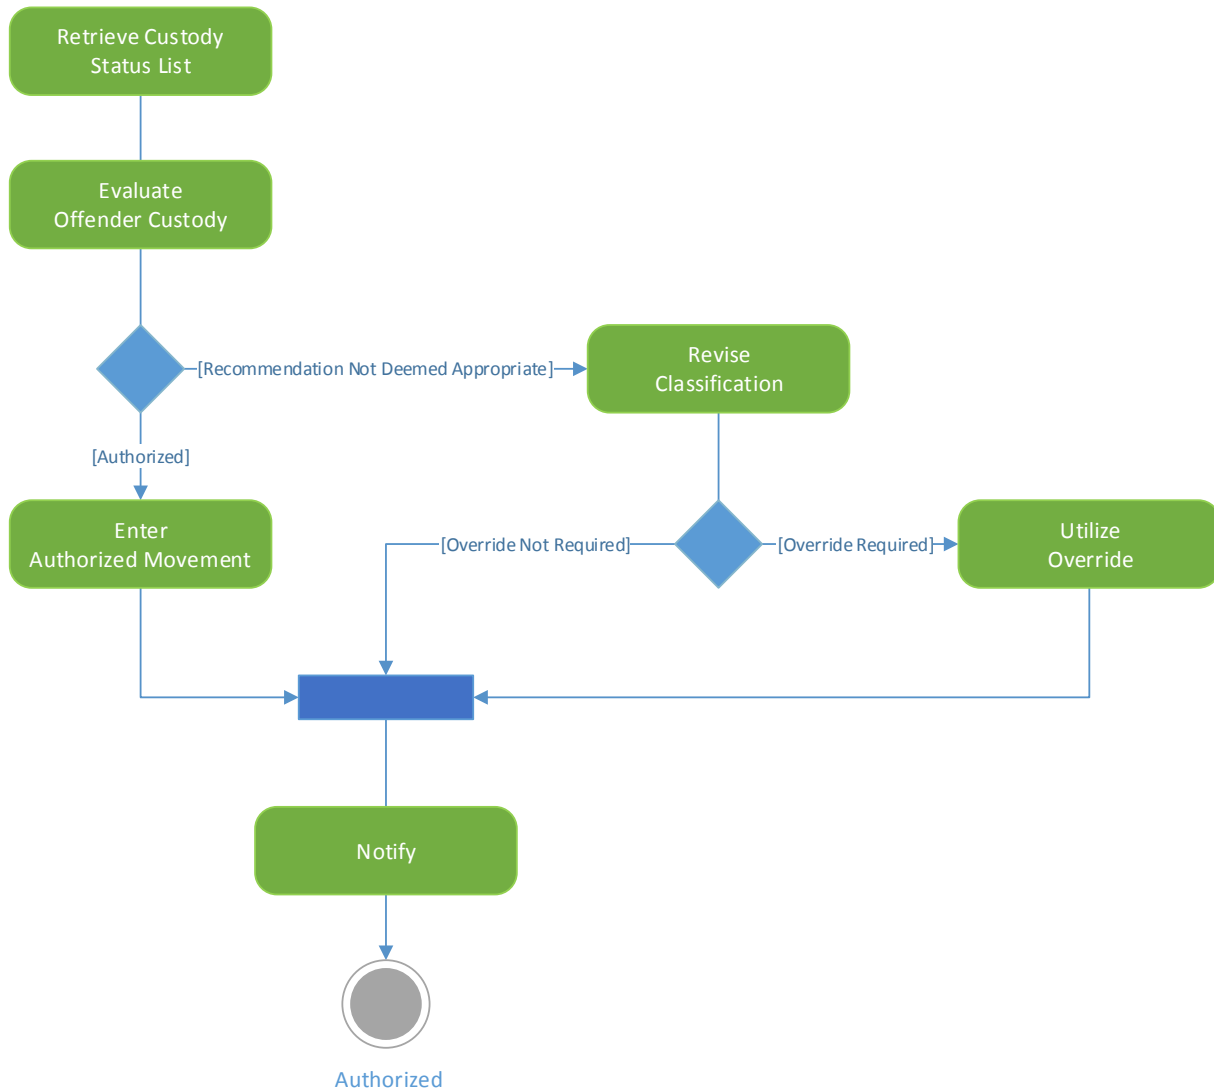 Retrieve Custody
Status List
Evaluate
Offender Custody
[Recommendation Not Deemed Appropriate]
Revise
Classification
[Authorized]
Enter
Authorized Movement
[Override Not Required]
[Override Required]
Utilize
Override
Notify
Authorized